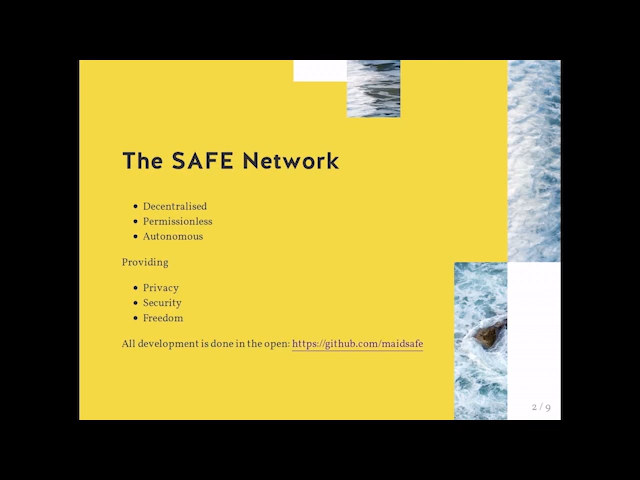 The SAFE Network
Decentralised
Permissionless
Autonomous
Providing
Privacy
Security
Freedom
All development is done in the open: https://github.com/maidsafe
2 / 9